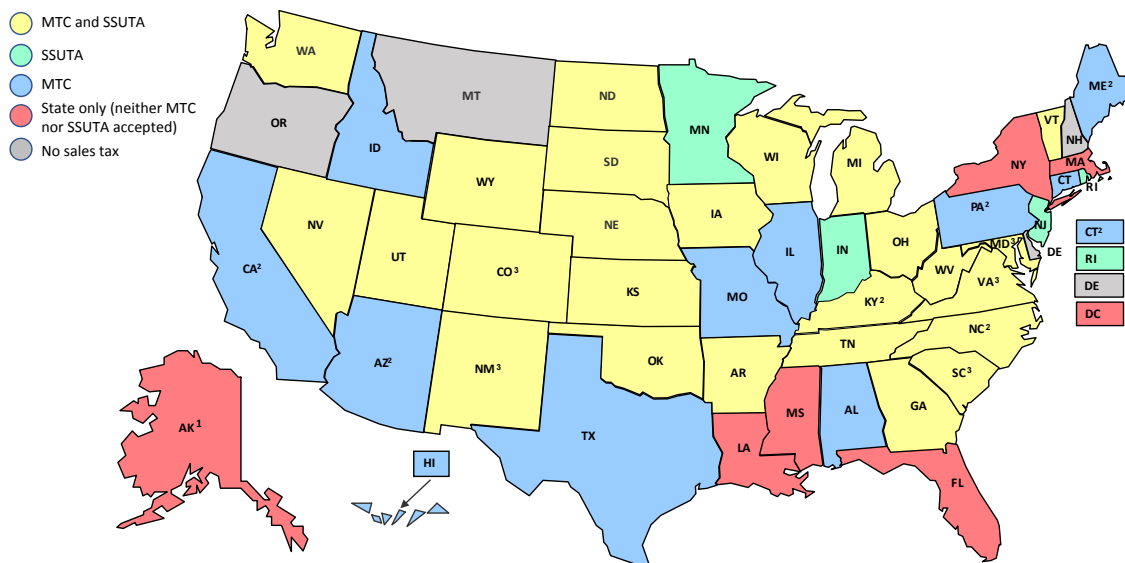 MTC and SSUTA
SSUTA
MTC
State only (neither MTC
nor SSUTA accepted)
No sales tax
WA
MT
ND
MN
OR
ID
SD
WI
MI
WY
NE
IA
NV
UT
CO³
KS
CA²
MO
IL
IN
OH
KY²
WV
VA³
MD³
DE
PA²
NJ
NY
VT
NH
ME²
MA
CT
RI
AZ²
NM³
OK
AR
TN
NC²
SC³
TX
LA
MS
AL
GA
FL
AK¹
HI
CT²
RI
DE
DC